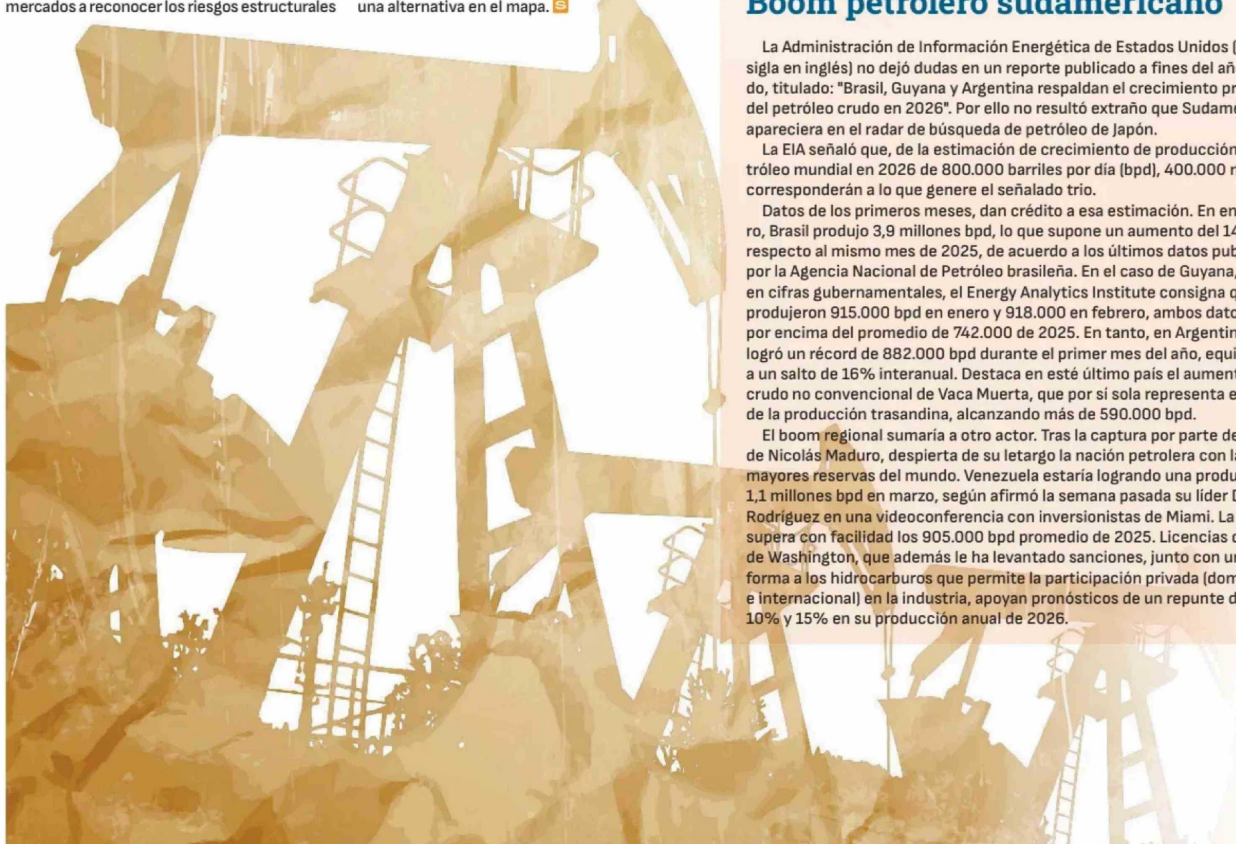 mercados a reconocer los riesgos estructurales
una alternativa en el mapa. S
Boom petrolero sudamericano
La Administración de Información Energética de Estados Unidos (
sigla en inglés) no dejó dudas en un reporte publicado a fines del añ
do, titulado: "Brasil, Guyana y Argentina respaldan el crecimiento pr
del petróleo crudo en 2026". Por ello no resultó extraño que Sudamé
apareciera en el radar de búsqueda de petróleo de Japón.
La EIA señaló que, de la estimación de crecimiento de producción
tróleo mundial en 2026 de 800.000 barriles por día (bpd), 400.000 m
corresponderán a lo que genere el señalado trio.
Datos de los primeros meses, dan crédito a esa estimación. En en
ro, Brasil produjo 3,9 millones bpd, lo que supone un aumento del 14
respecto al mismo mes de 2025, de acuerdo a los últimos datos pub
por la Agencia Nacional de Petróleo brasileña. En el caso de Guyana,
en cifras gubernamentales, el Energy Analytics Institute consigna q
produjeron 915.000 bpd en enero y 918.000 en febrero, ambos dato
por encima del promedio de 742.000 de 2025. En tanto, en Argentin
logró un récord de 882.000 bpd durante el primer mes del año, equi
a un salto de 16% interanual. Destaca en esté último país el aument
crudo no convencional de Vaca Muerta, que por sí sola representa e
de la producción trasandina, alcanzando más de 590.000 bpd.
El boom regional sumaría a otro actor. Tras la captura por parte de
de Nicolás Maduro, despierta de su letargo la nación petrolera con la
mayores reservas del mundo. Venezuela estaría logrando una produ
1,1 millones bpd en marzo, según afirmó la semana pasada su líder D
Rodríguez en una videoconferencia con inversionistas de Miami. La
supera con facilidad los 905.000 bpd promedio de 2025. Licencias d
de Washington, que además le ha levantado sanciones, junto con un
forma a los hidrocarburos que permite la participación privada (dom
e internacional) en la industria, apoyan pronósticos de un repunte d
10% y 15% en su producción anual de 2026.